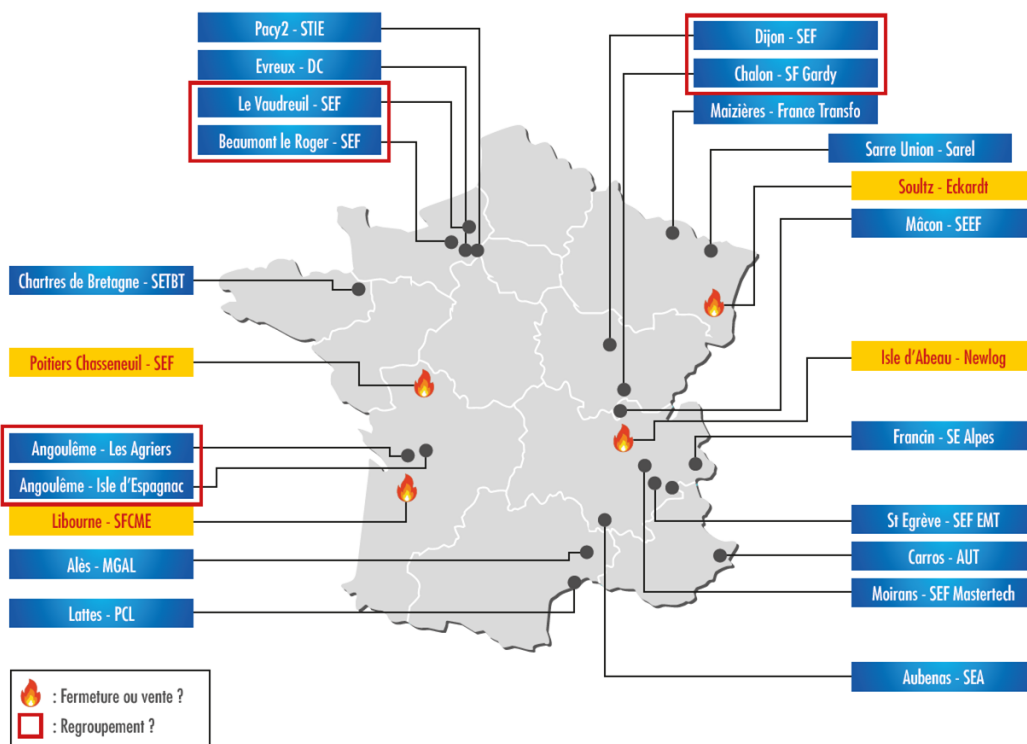 Pacy2 - STIE
Evreux - DC
Le Vaudreuil - SEF
Beaumont le Roger - SEF
Chartres de Bretagne - SETBT
Poitiers Chasseneuil - SEF
Angoulême - Les Agriers
Angoulême - Isle d'Espagnac
Libourne - SFCME
Alès - MGAL
Lattes - PCL
Dijon - SEF
Chalon - SF Gardy
Maizières - France Transfo
Sarre Union - Sarel
Soultz - Eckardt
Mâcon - SEEF
Isle d'Abeau - Newlog
Francin - SE Alpes
St Egrève - SEF EMT
Carros - AUT
Moirans - SEF Mastertech
Aubenas - SEA
: Fermeture ou vente ?
: Regroupement ?